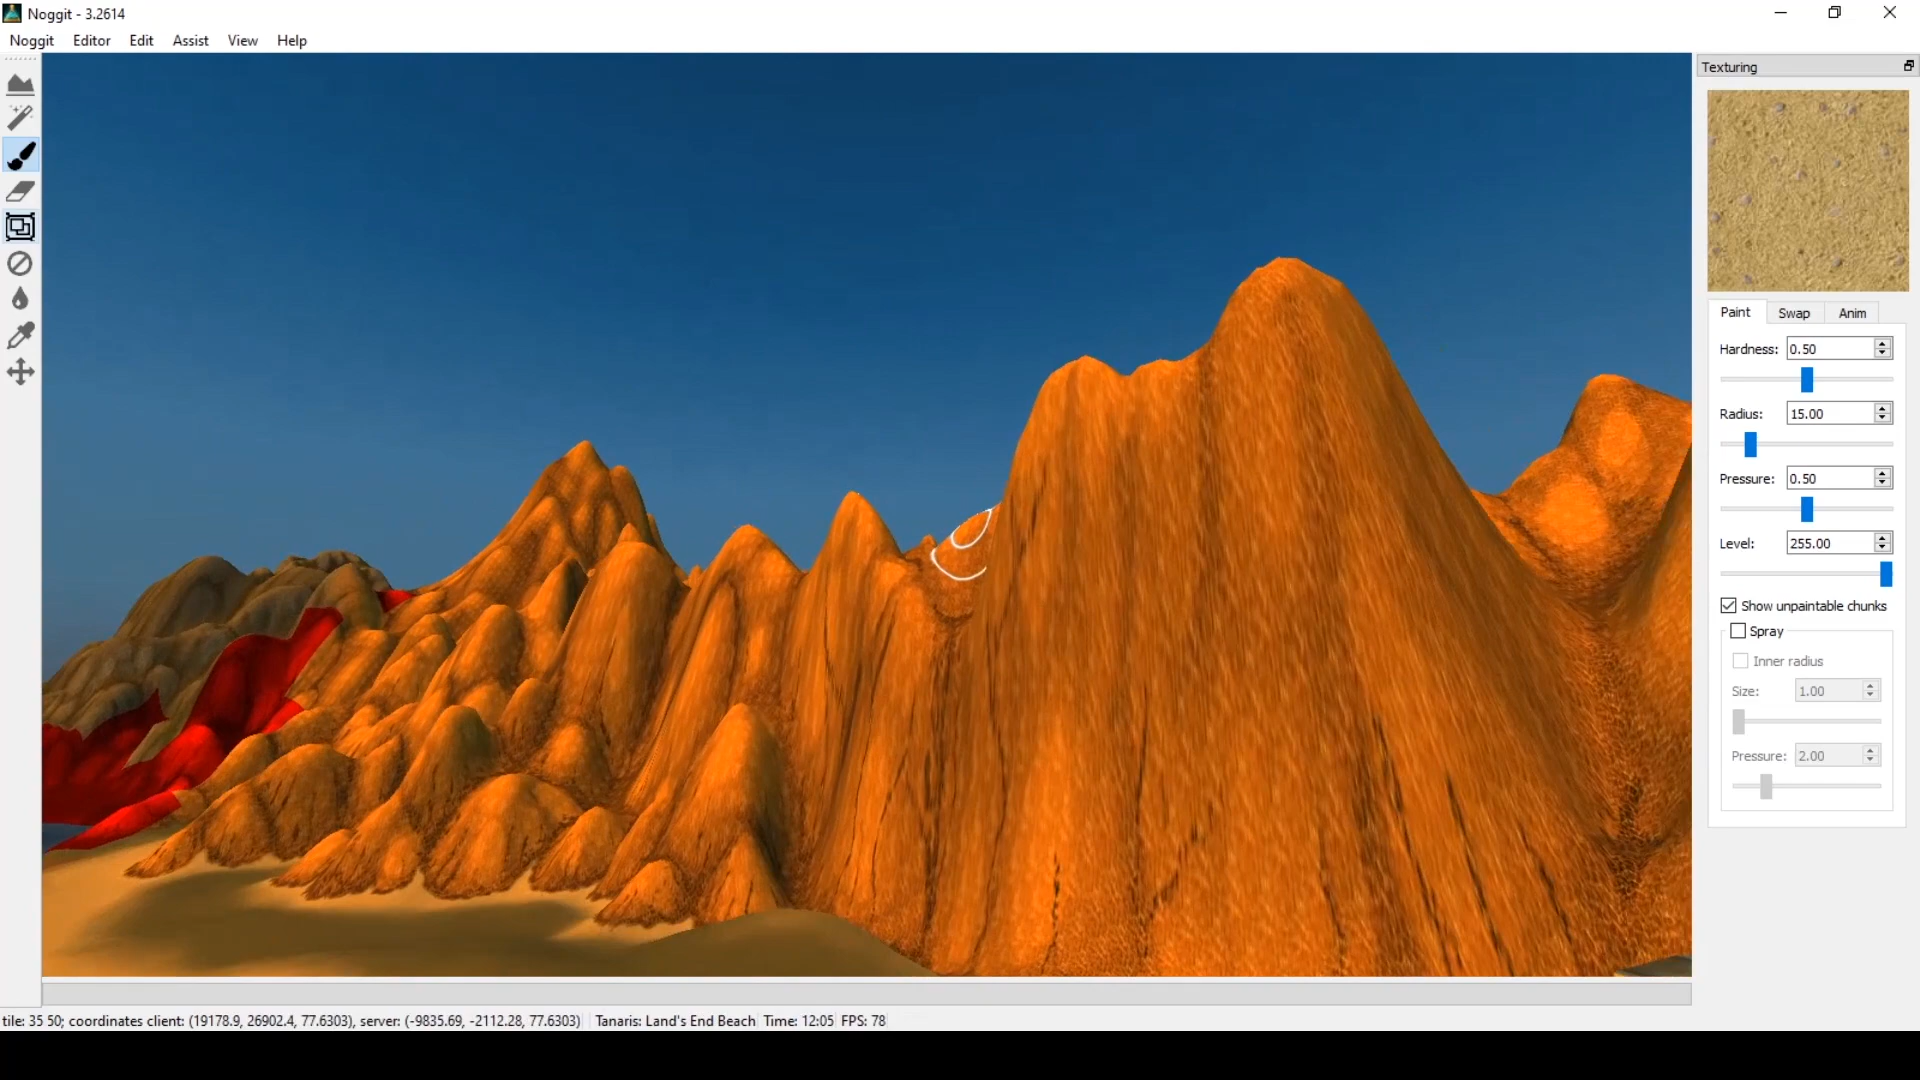 Noggit - 3.2614
Noggit Editor Edit Assist View Help
Texturing
Paint Swap Anim
Hardness: 0.50
Radius: 15.00
Pressure: 0.50
Level: 255.00
Show unpaintable chunks
Spray
Inner radius
Size: 1.00
Pressure: 2.00
tile: 35 50; coordinates client: (19178.9, 26902.4, 77.6303), server: (-9835.69, -2112.28, 77.6303) Tanaris: Land's End Beach Time: 12:05 FPS: 78